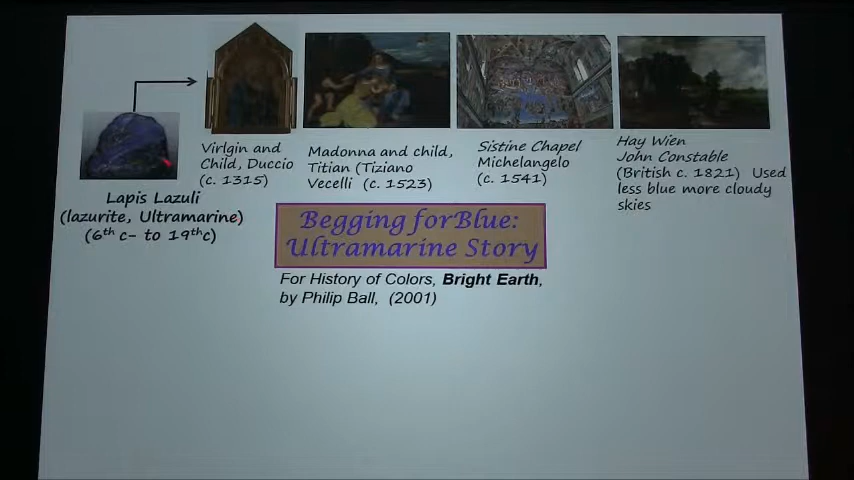 Virlgin and
Child, Duccio
(c. 1315)
Madonna and child,
Titian (Tiziano
Vecelli (c. 1523)
Sistine Chapel
Michelangelo
(c. 1541)
Hay Wien
John Constable
(British c. 1821) Used
less blue more cloudy
skies
Lapis Lazuli
(lazurite, Ultramarine)
(6th c- to 19thc)
Begging forBlue:
Ultramarine Story
For History of Colors, Bright Earth,
by Philip Ball, (2001)